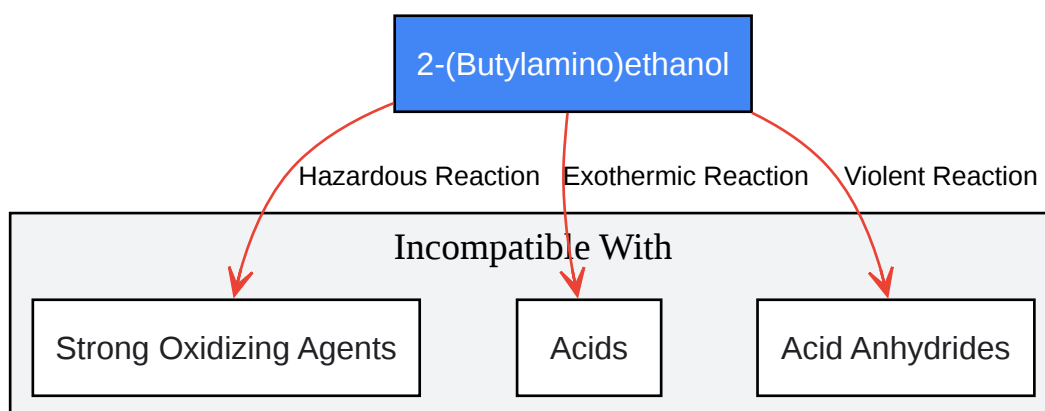 2-(Butylamino)ethanol
Hazardous Reaction
Exothermic Reaction
Violent Reaction
Incompatible With
Strong Oxidizing Agents
Acids
Acid Anhydrides